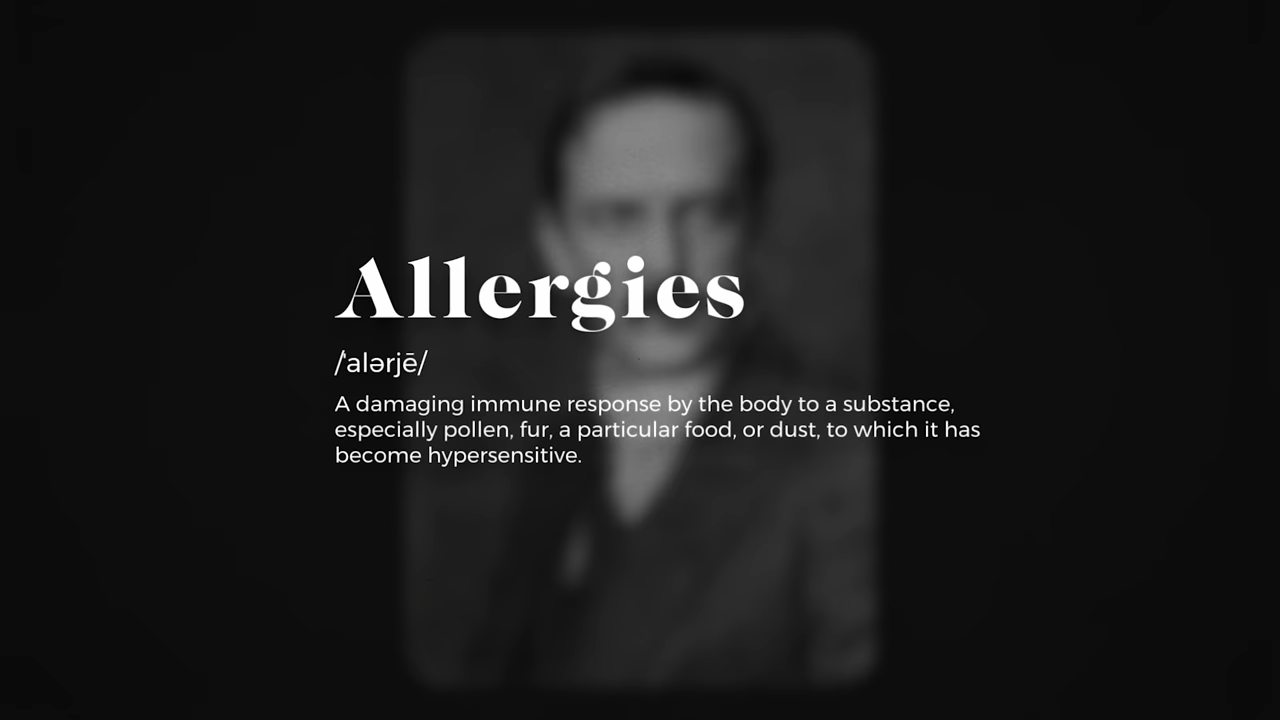 Allergies
/ˈalərjē/
A damaging immune response by the body to a substance,
especially pollen, fur, a particular food, or dust, to which it has
become hypersensitive.